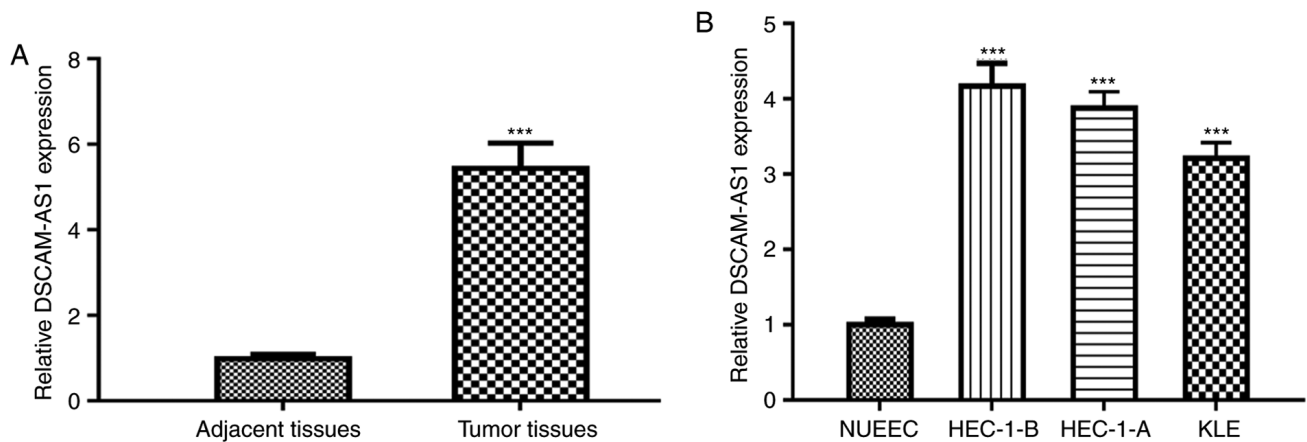 A
Relative DSCAM-AS1 expression
8
6
4
2
0
***
Adjacent tissues
Tumor tissues
B
Relative DSCAM-AS1 expression
5
4
3
2
1
0
***
***
***
NUEEC
HEC-1-B
HEC-1-A
KLE